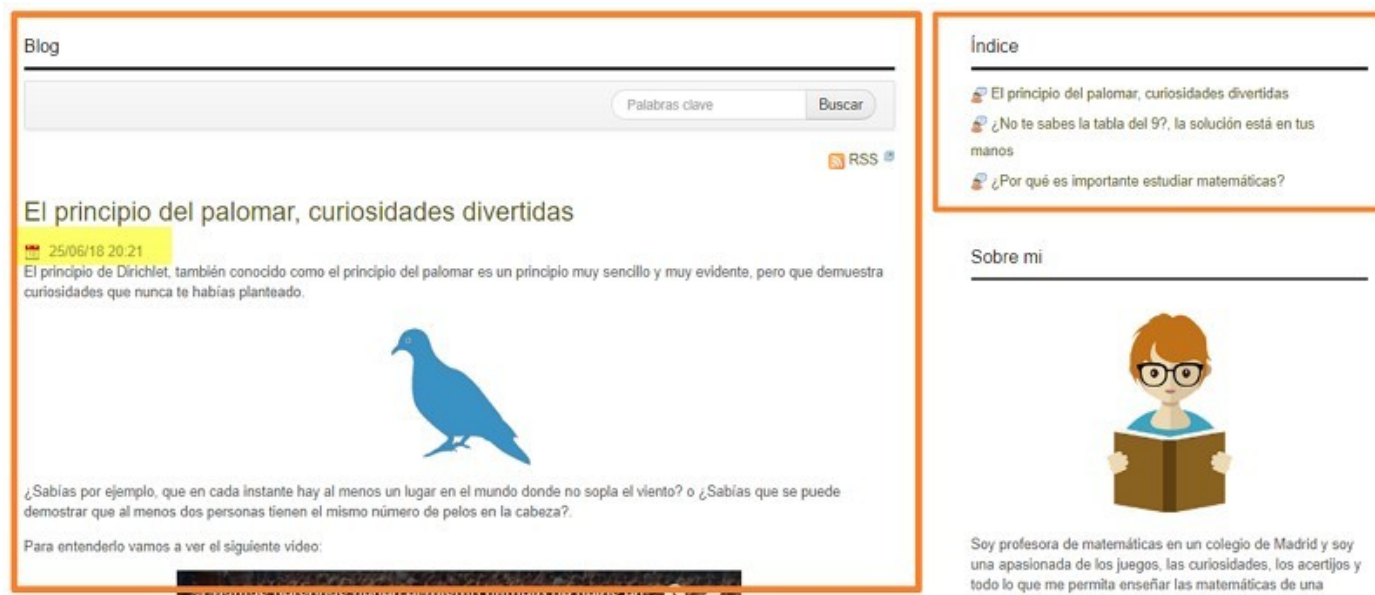 Blog
Palabras clave
Buscar
RSS
El principio del palomar, curiosidades divertidas
25/06/18 20:21
El principio de Dirichlet, también conocido como el principio del palomar es un principio muy sencillo y muy evidente, pero que demuestra
curiosidades que nunca te habías planteado.
¿Sabías por ejemplo, que en cada instante hay al menos un lugar en el mundo donde no sopla el viento? o ¿Sabías que se puede
demostrar que al menos dos personas tienen el mismo número de pelos en la cabeza?.
Para entenderlo vamos a ver el siguiente video:
Índice
El principio del palomar, curiosidades divertidas
¿No te sabes la tabla del 9?, la solución está en tus
manos
¿Por qué es importante estudiar matemáticas?
Sobre mi
Soy profesora de matemáticas en un colegio de Madrid y soy
una apasionada de los juegos, las curiosidades, los acertijos y
todo lo que me permita enseñar las matemáticas de una